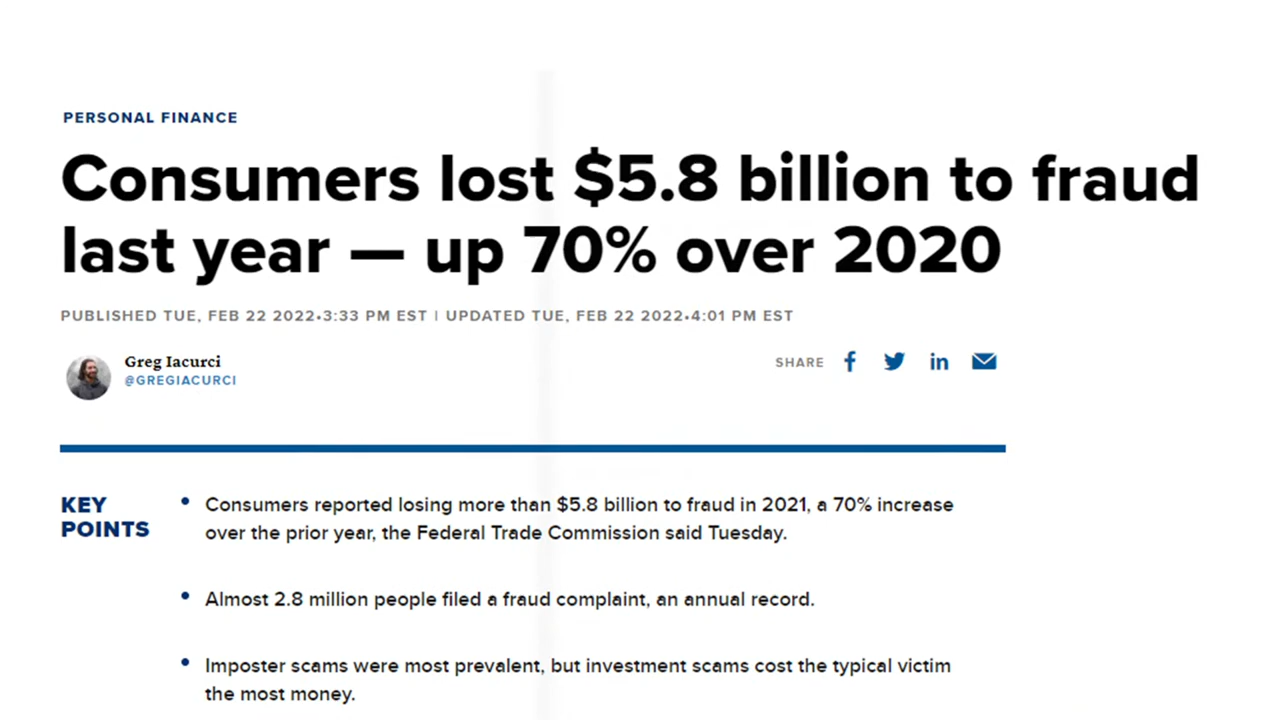 PERSONAL FINANCE
Consumers lost $5.8 billion to fraud
last year — up 70% over 2020
PUBLISHED TUE, FEB 22 2022•3:33 PM EST | UPDATED TUE, FEB 22 2022•4:01 PM EST
Greg Iacurci
@GREGIACURCI
SHARE
KEY
POINTS
• Consumers reported losing more than $5.8 billion to fraud in 2021, a 70% increase
over the prior year, the Federal Trade Commission said Tuesday.
• Almost 2.8 million people filed a fraud complaint, an annual record.
• Imposter scams were most prevalent, but investment scams cost the typical victim
the most money.